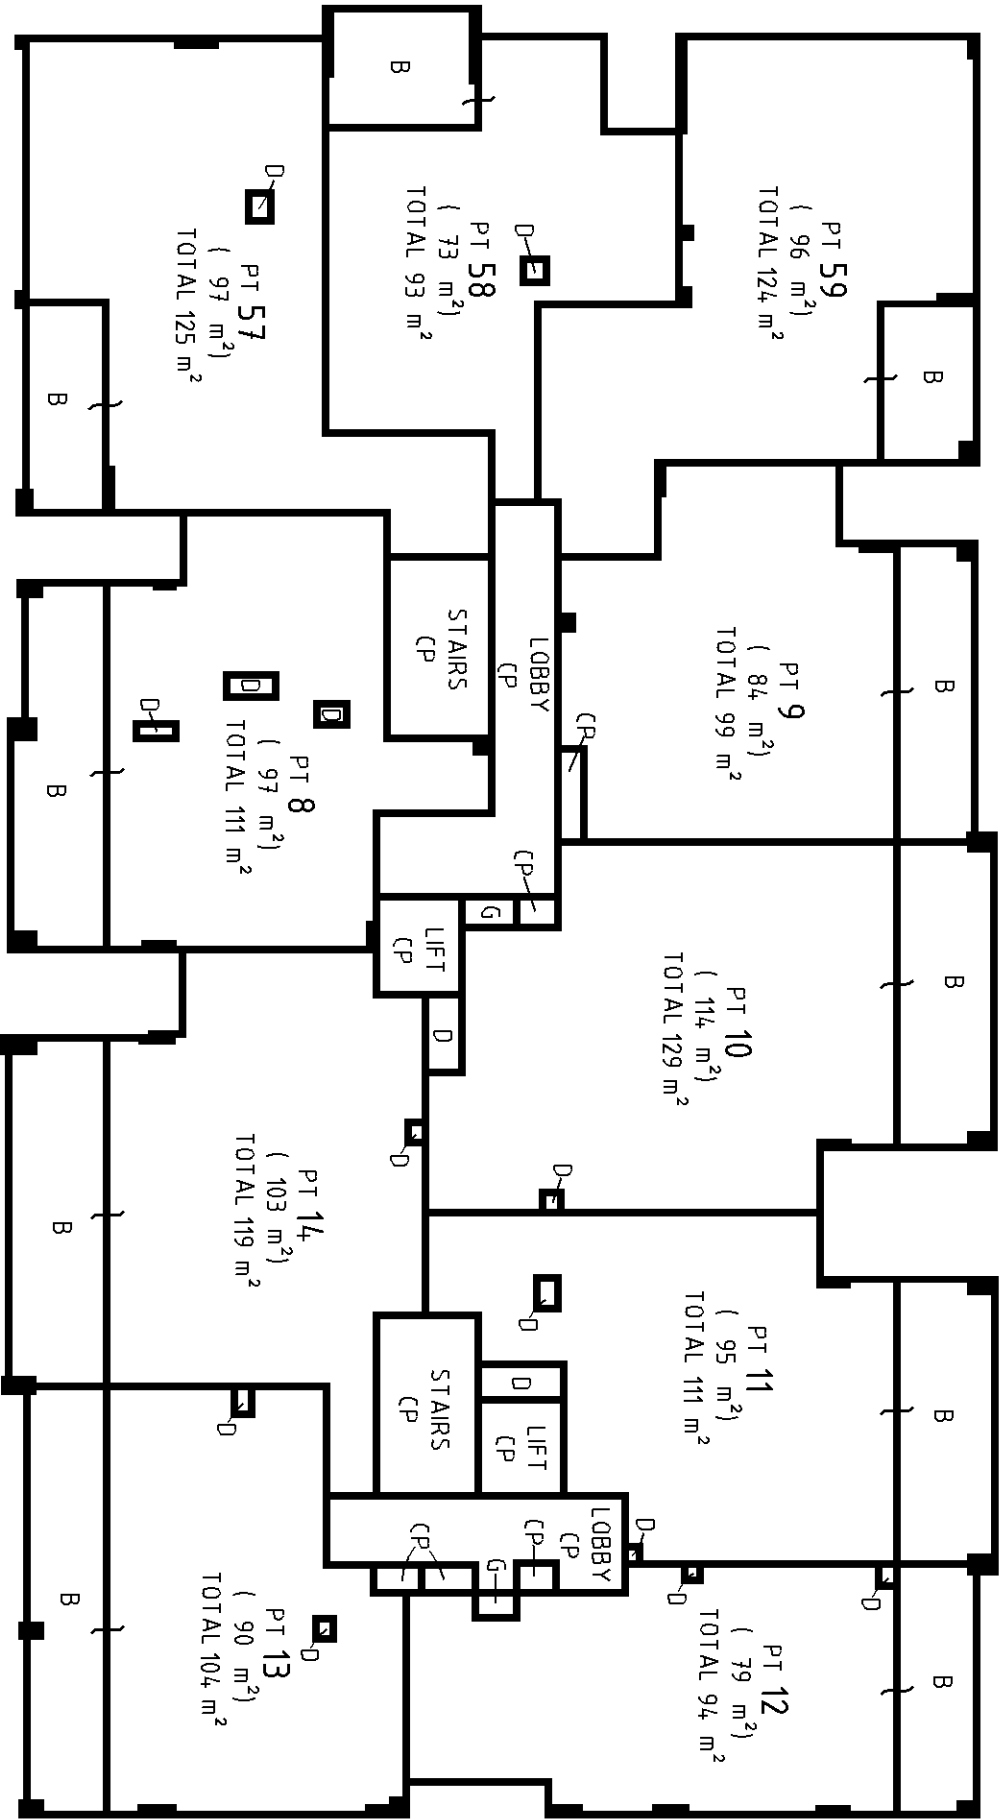 B
D
PT 57
( 97 m²)
TOTAL 125 m²
B
D
PT 58
( 73 m²)
TOTAL 93 m²
PT 59
( 96 m²)
TOTAL 124 m²
B
STAIRS
CP
LOBBY
CP
CP
PT 9
( 84 m²)
TOTAL 99 m²
B
D
D
D
PT 8
( 97 m²)
TOTAL 111 m²
B
CP
G
LIFT
CP
D
PT 10
( 114 m²)
TOTAL 129 m²
B
D
D
PT 14
( 103 m²)
TOTAL 119 m²
B
D
D
LIFT
CP
STAIRS
CP
PT 11
( 95 m²)
TOTAL 111 m²
B
D
LOBBY
CP
CP
CP
G
D
D
D
PT 12
( 79 m²)
TOTAL 94 m²
B
D
PT 13
( 90 m²)
TOTAL 104 m²
B